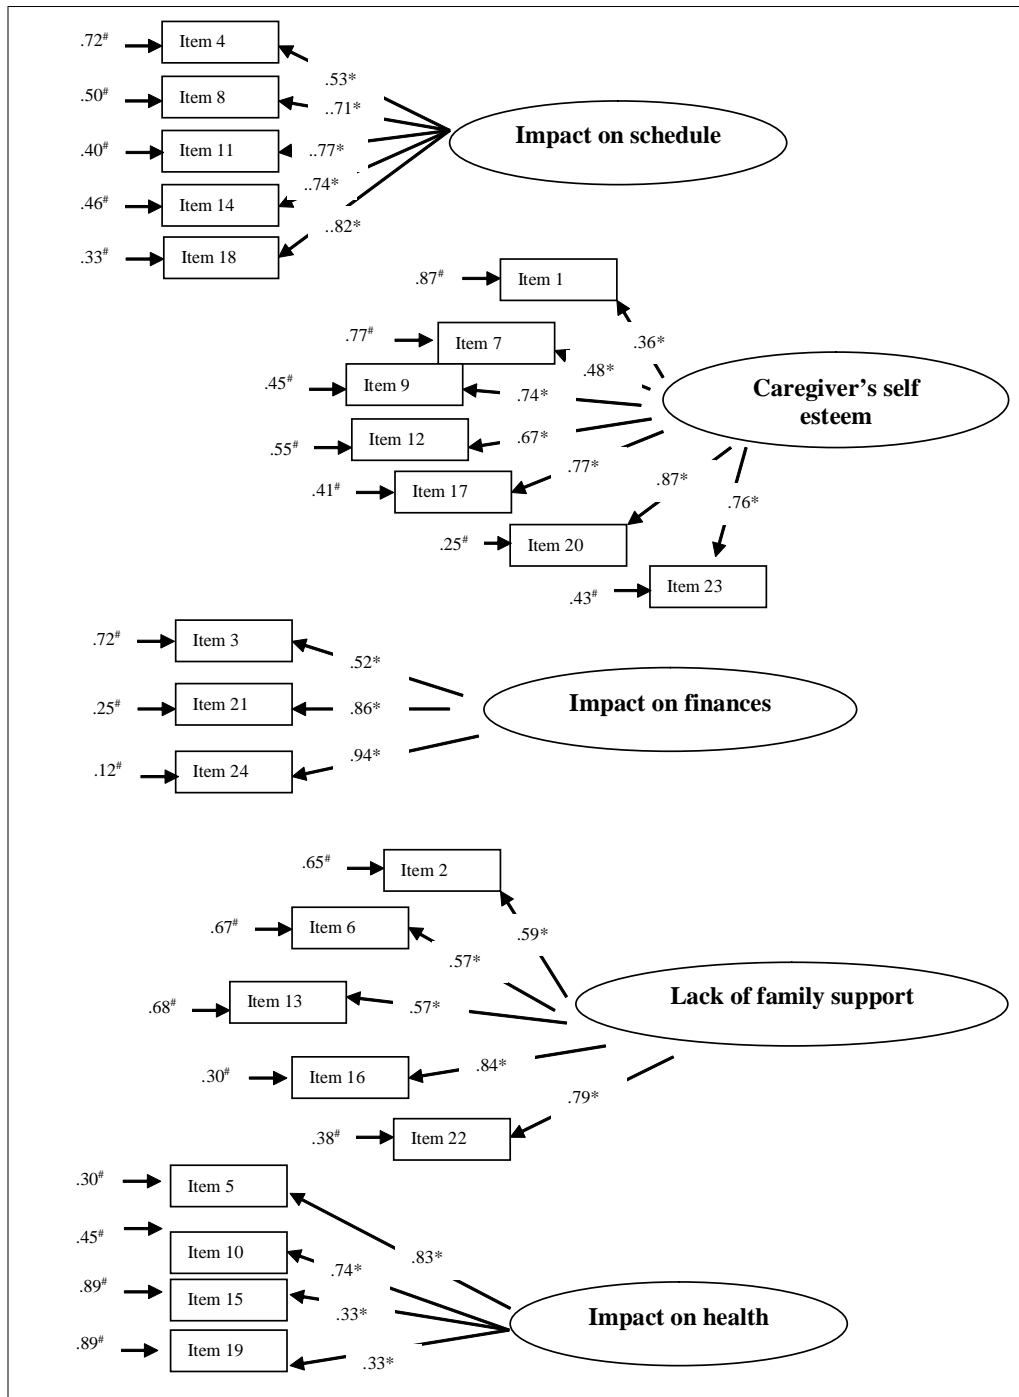 .72# Item 4 .53*
.50# Item 8 ..71*
Impact on schedule
.40# Item 11 ..77*
.46# Item 14 ..74*
.33# Item 18 ..82*
.87# Item 1
.77# Item 7 .36*
.48*
.45# Item 9 .74*
Caregiver's self
esteem
.55# Item 12 .67*
.41# Item 17 .77*
.87*
.76*
.25# Item 20
.43# Item 23
.72# Item 3 .52*
.25# Item 21 .86*
Impact on finances
.12# Item 24 .94*
.65# Item 2
.67# Item 6 .59*
.57*
.68# Item 13 .57*
Lack of family support
.30# Item 16 .84*
.79*
.38# Item 22
.30# Item 5
.45# Item 10 .83*
.74*
.89# Item 15 .33*
Impact on health
.89# Item 19 .33*